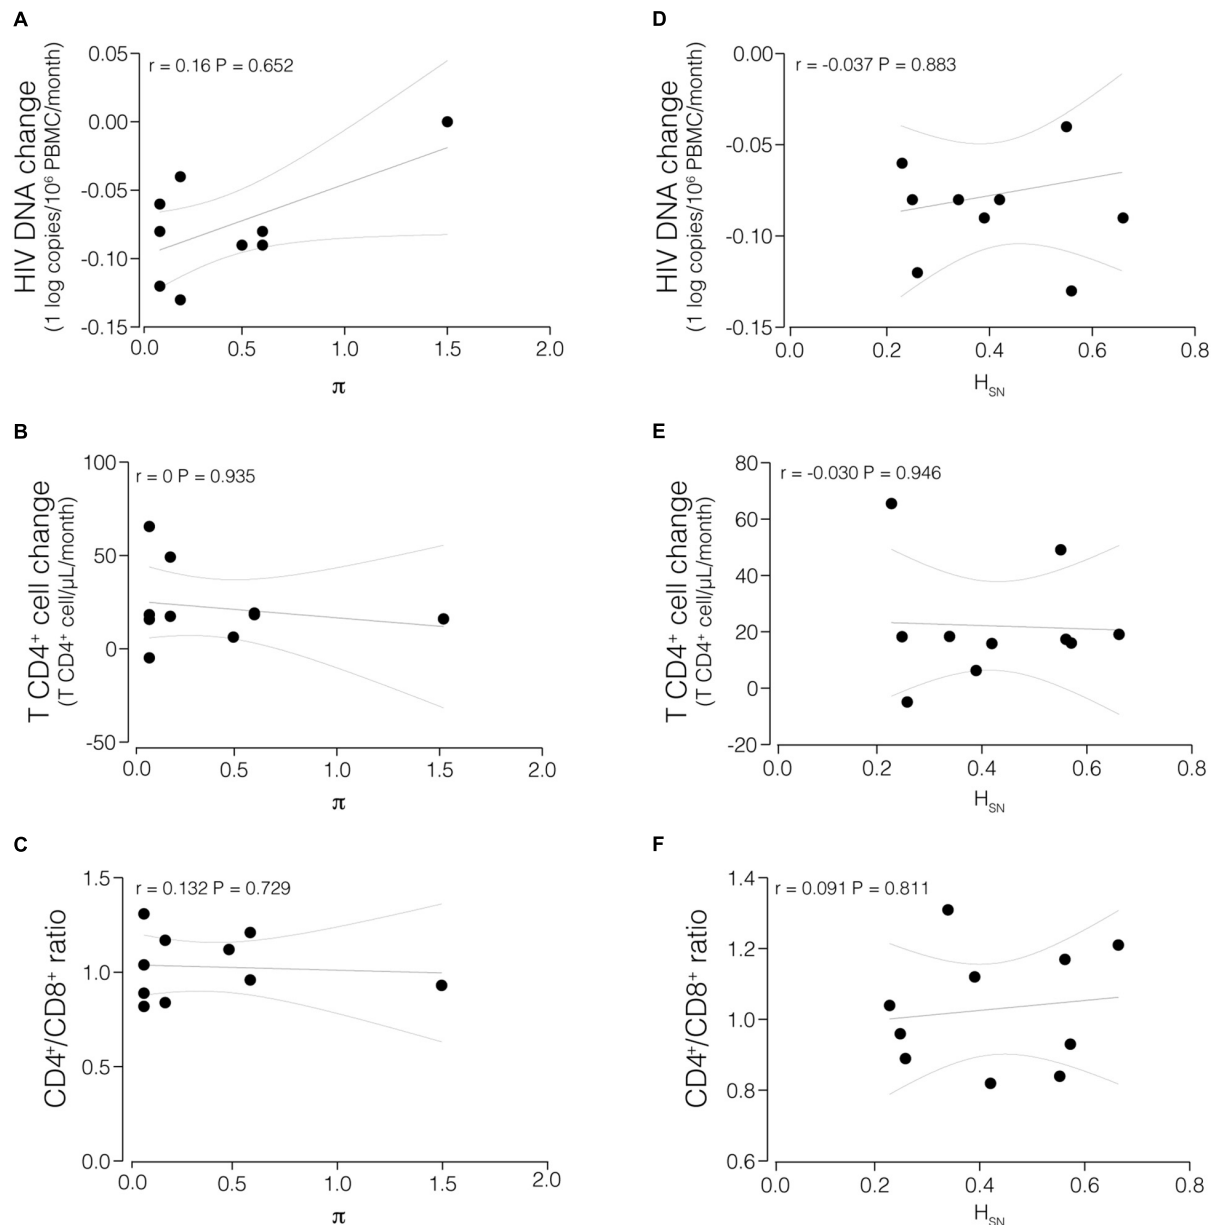 A
HIV DNA change
(1 log copies/10⁶ PBMC/month)
r = 0.16 P = 0.652
0.05
0.00
-0.05
-0.10
-0.15
0.0 0.5 1.0 1.5 2.0
π
D
HIV DNA change
(1 log copies/10⁶ PBMC/month)
r = -0.037 P = 0.883
0.00
-0.05
-0.10
-0.15
0.0 0.2 0.4 0.6 0.8
H_SN
B
T CD4⁺ cell change
(T CD4⁺ cell/µL/month)
r = 0 P = 0.935
100
50
0
-50
0.0 0.5 1.0 1.5 2.0
π
E
T CD4⁺ cell change
(T CD4⁺ cell/µL/month)
r = -0.030 P = 0.946
80
60
40
20
0
-20
0.0 0.2 0.4 0.6 0.8
H_SN
C
CD4⁺/CD8⁺ ratio
r = 0.132 P = 0.729
1.5
1.0
0.5
0.0
0.0 0.5 1.0 1.5 2.0
π
F
CD4⁺/CD8⁺ ratio
r = 0.091 P = 0.811
1.4
1.2
1.0
0.8
0.6
0.0 0.2 0.4 0.6 0.8
H_SN